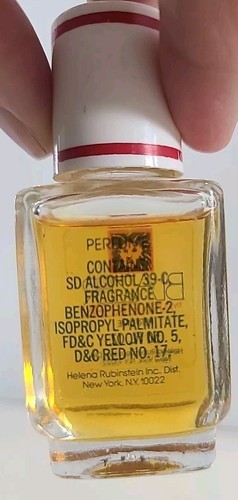 PERFUME
CONTAINS
SD ALCOHOL 39-C
FRAGRANCE
BENZOPHENONE-2,
ISOPROPYL PALMITATE,
FD&C YELLOW NO. 5,
D&C RED NO. 17.
Helena Rubinstein Inc. Dist.
New York. N.Y. 10022